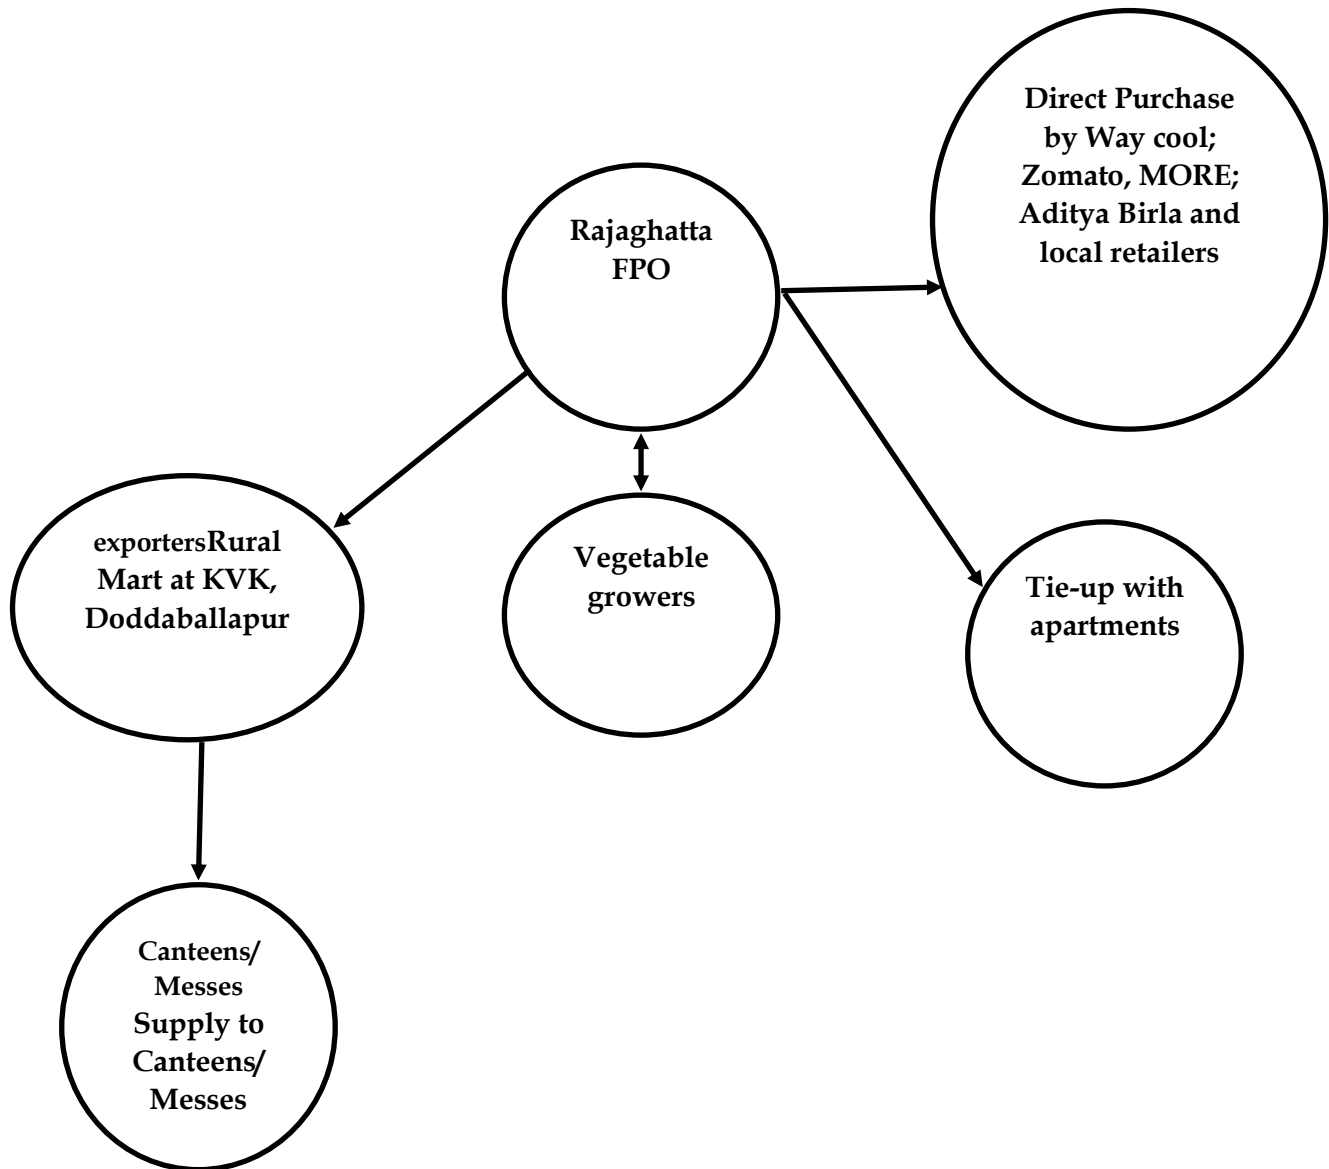 Direct Purchase
by Way cool;
Zomato, MORE;
Aditya Birla and
local retailers
Rajaghatta
FPO
exportersRural
Mart at KVK,
Doddaballapur
Vegetable
growers
Tie-up with
apartments
Canteens/
Messes
Supply to
Canteens/
Messes